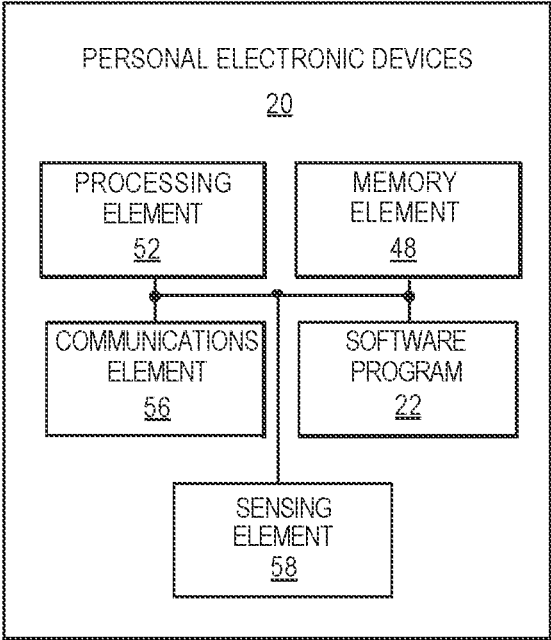 PERSONAL ELECTRONIC DEVICES
20
PROCESSING
ELEMENT
52
MEMORY
ELEMENT
48
COMMUNICATIONS
ELEMENT
56
SOFTWARE
PROGRAM
22
SENSING
ELEMENT
58